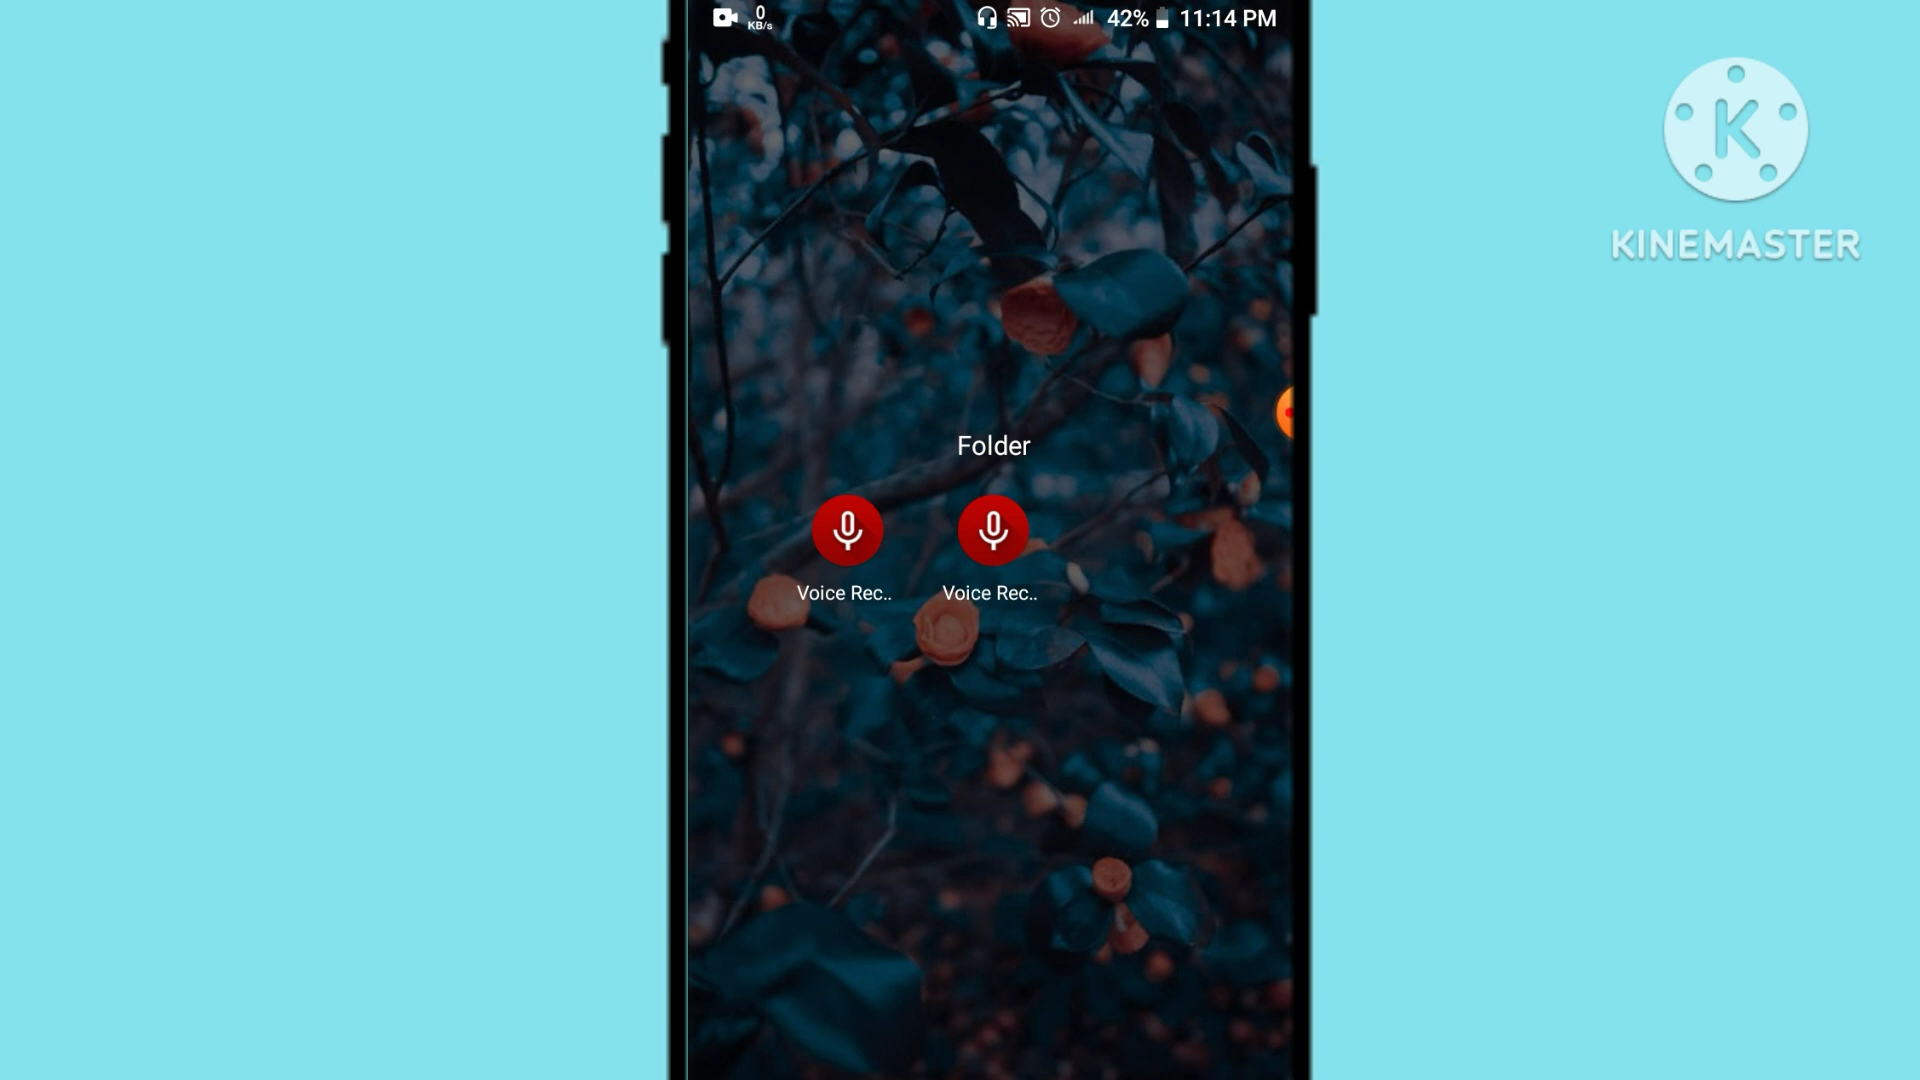 0
KB/s
42%
11:14 PM
K
KINEMASTER
Folder
Voice Rec..
Voice Rec..